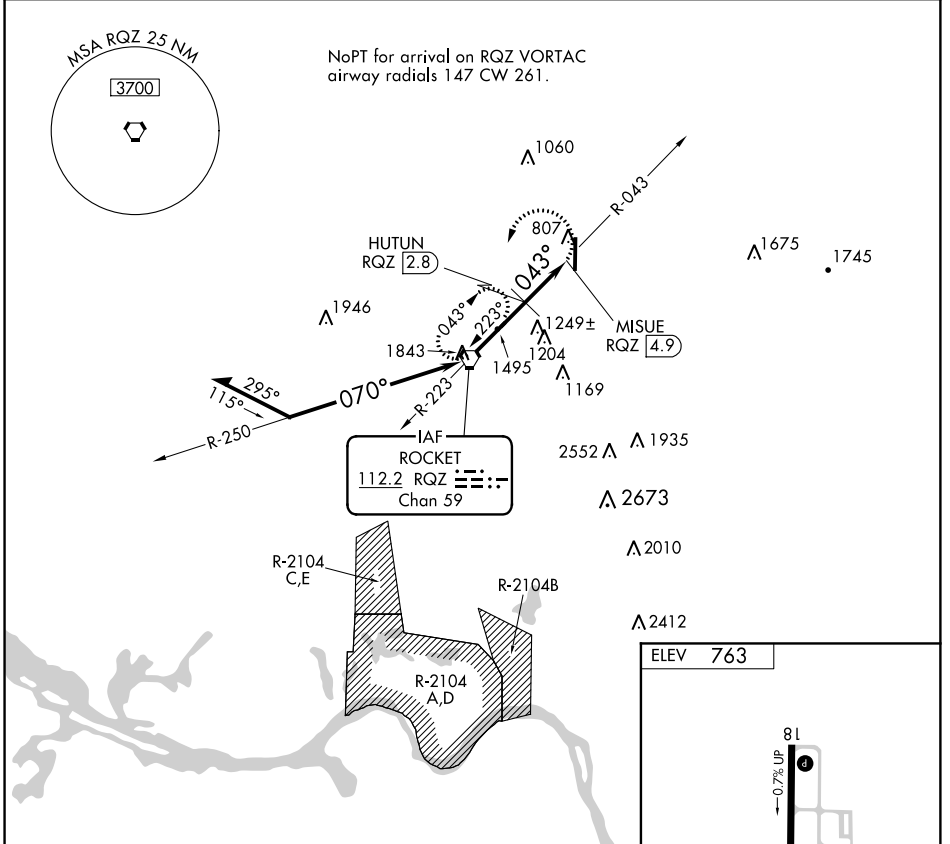 MSA RQZ 25 NM
3700
NoPT for arrival on RQZ VORTAC
airway radials 147 CW 261.
1060
R-043
807
HUTUN
RQZ 2.8
043°
1675
1745
1946
043°
223°
1249±
MISUE
RQZ 4.9
1843
1495
1204
1169
295°
115°
070°
R-223
R-250
IAF
ROCKET
112.2 RQZ
Chan 59
2552
1935
2673
R-2104
C,E
2010
R-2104B
2412
R-2104
A,D
ELEV 763
18
0.7% UP
P